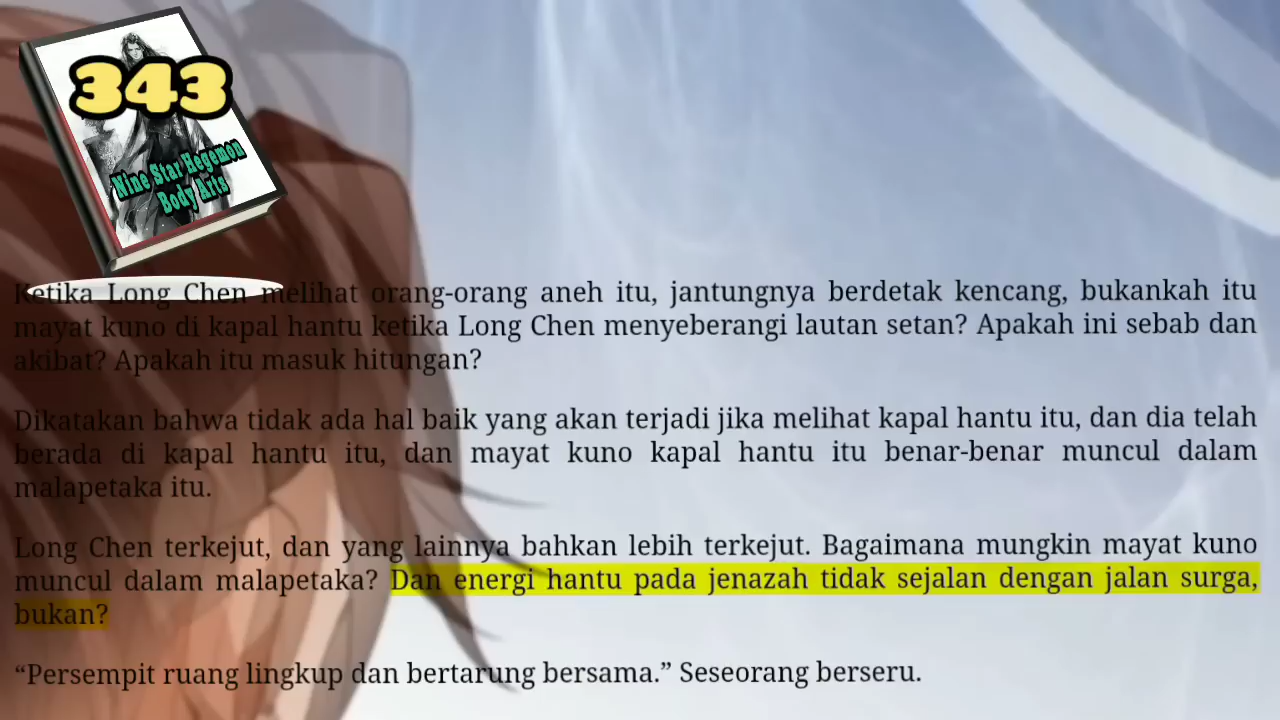 343
Nine Star Hegemon
Body Arts
Ketika Long Chen melihat orang-orang aneh itu, jantungnya berdetak kencang, bukankah itu
mayat kuno di kapal hantu ketika Long Chen menyeberangi lautan setan? Apakah ini sebab dan
akibat? Apakah itu masuk hitungan?
Dikatakan bahwa tidak ada hal baik yang akan terjadi jika melihat kapal hantu itu, dan dia telah
berada di kapal hantu itu, dan mayat kuno kapal hantu itu benar-benar muncul dalam
malapetaka itu.
Long Chen terkejut, dan yang lainnya bahkan lebih terkejut. Bagaimana mungkin mayat kuno
muncul dalam malapetaka? Dan energi hantu pada jenazah tidak sejalan dengan jalan surga,
bukan?
“Persempit ruang lingkup dan bertarung bersama.” Seseorang berseru.